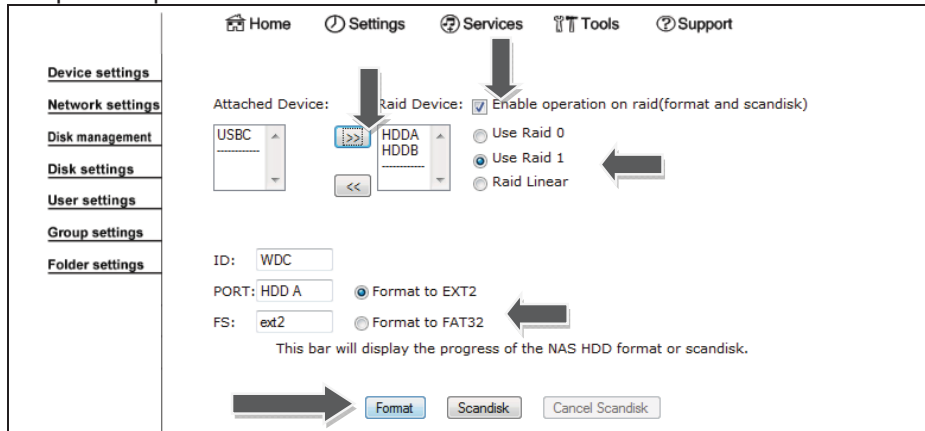 Home Settings Services Tools Support
Device settings
Network settings
Disk management
Disk settings
User settings
Group settings
Folder settings
Attached Device: Raid Device: Enable operation on raid(format and scandisk)
USBC
------------
>>
<<
HDDA
HDDB
------------
Use Raid 0
Use Raid 1
Raid Linear
ID: WDC
PORT: HDD A Format to EXT2
FS: ext2 Format to FAT32
This bar will display the progress of the NAS HDD format or scandisk.
Format Scandisk Cancel Scandisk